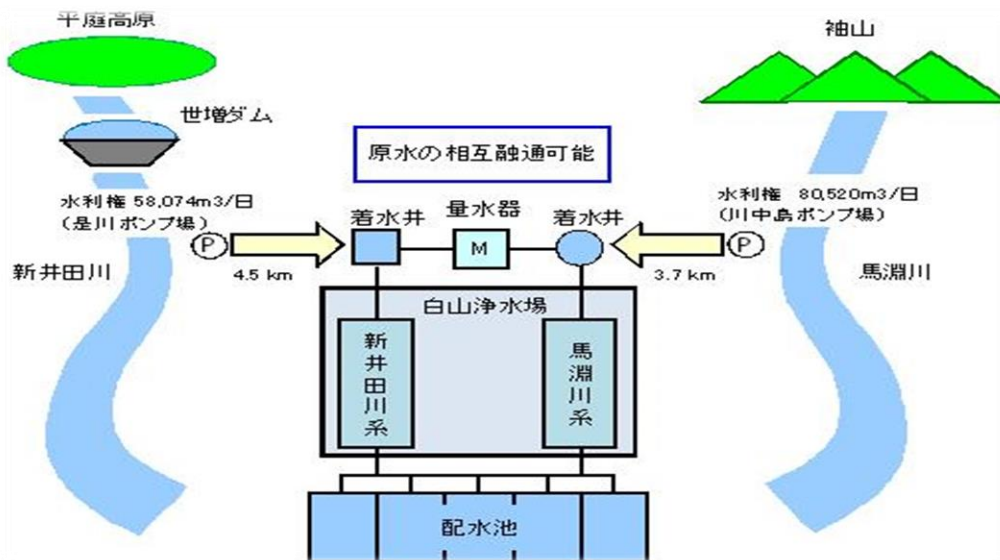 平庭高原
袖山
世増ダム
原水の相互融通可能
水利権 58,074m3/日
(是川ポンプ場)
水利権 80,520m3/日
(川中島ポンプ場)
着水井
量水器
着水井
P
M
P
新井田川
4.5 km
3.7 km
馬淵川
白山浄水場
新井田川系
馬淵川系
配水池